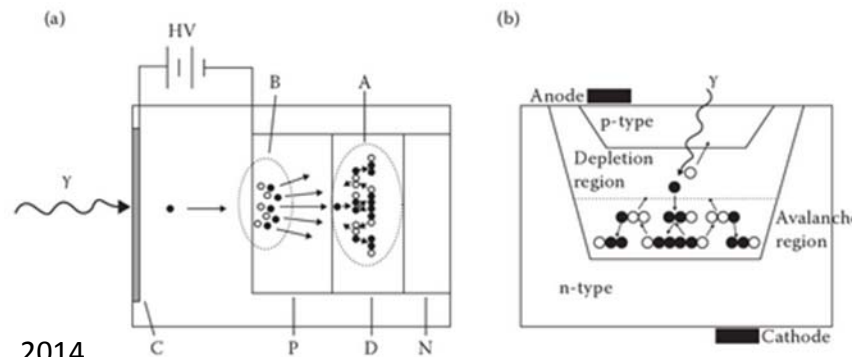 (a)
HV
B
A
γ
C
P
D
N
2014
(b)
γ
Anode
p-type
Depletion
region
Avalanche
region
n-type
Cathode